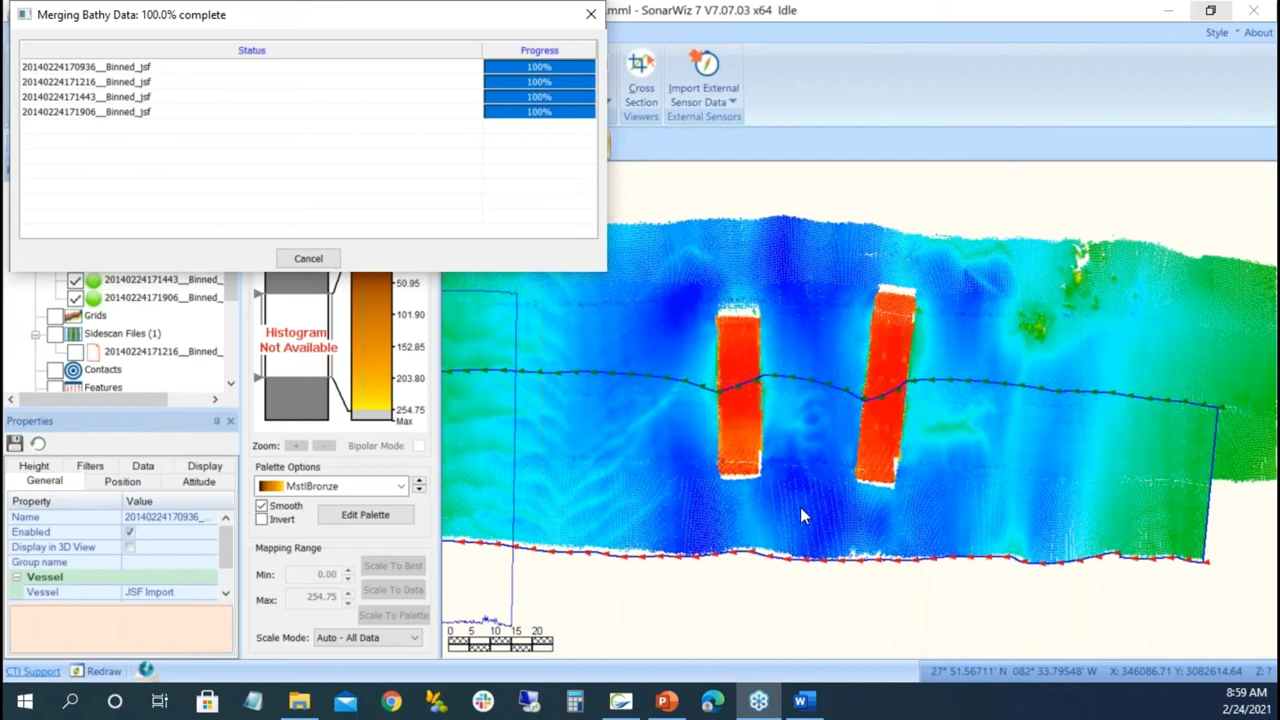 Merging Bathy Data: 100.0% complete
.mml - SonarWiz 7 V7.07.03 x64 Idle
Style About
Status Progress
20140224170936__Binned_jsf 100%
20140224171216__Binned_jsf 100%
20140224171443__Binned_jsf 100%
20140224171906__Binned_jsf 100%
Cancel
Cross
Section
Viewers
Import External
Sensor Data
External Sensors
20140224171443__Binned_
20140224171906__Binned_
Grids
Sidescan Files (1)
20140224171216__Binned_
Contacts
Features
Properties
Height Filters Data Display
General Position Attitude
Property Value
Name 20140224170936_...
Enabled
Display in 3D View
Group name
Vessel
Vessel JSF Import
Histogram
Not Available
50.95
101.90
152.85
203.80
254.75
Max
Zoom: + - Bipolar Mode
Palette Options
MstlBronze
Smooth
Invert
Edit Palette
Mapping Range
Min: 0.00
Max: 254.75
Scale To Best
Scale To Data
Scale To Palette
Scale Mode: Auto - All Data
0 5 10 15 20
CTI Support Redraw
27° 51.56711' N 082° 33.79548' W X: 346086.71 Y: 3082614.64 Z: ?
8:59 AM
2/24/2021